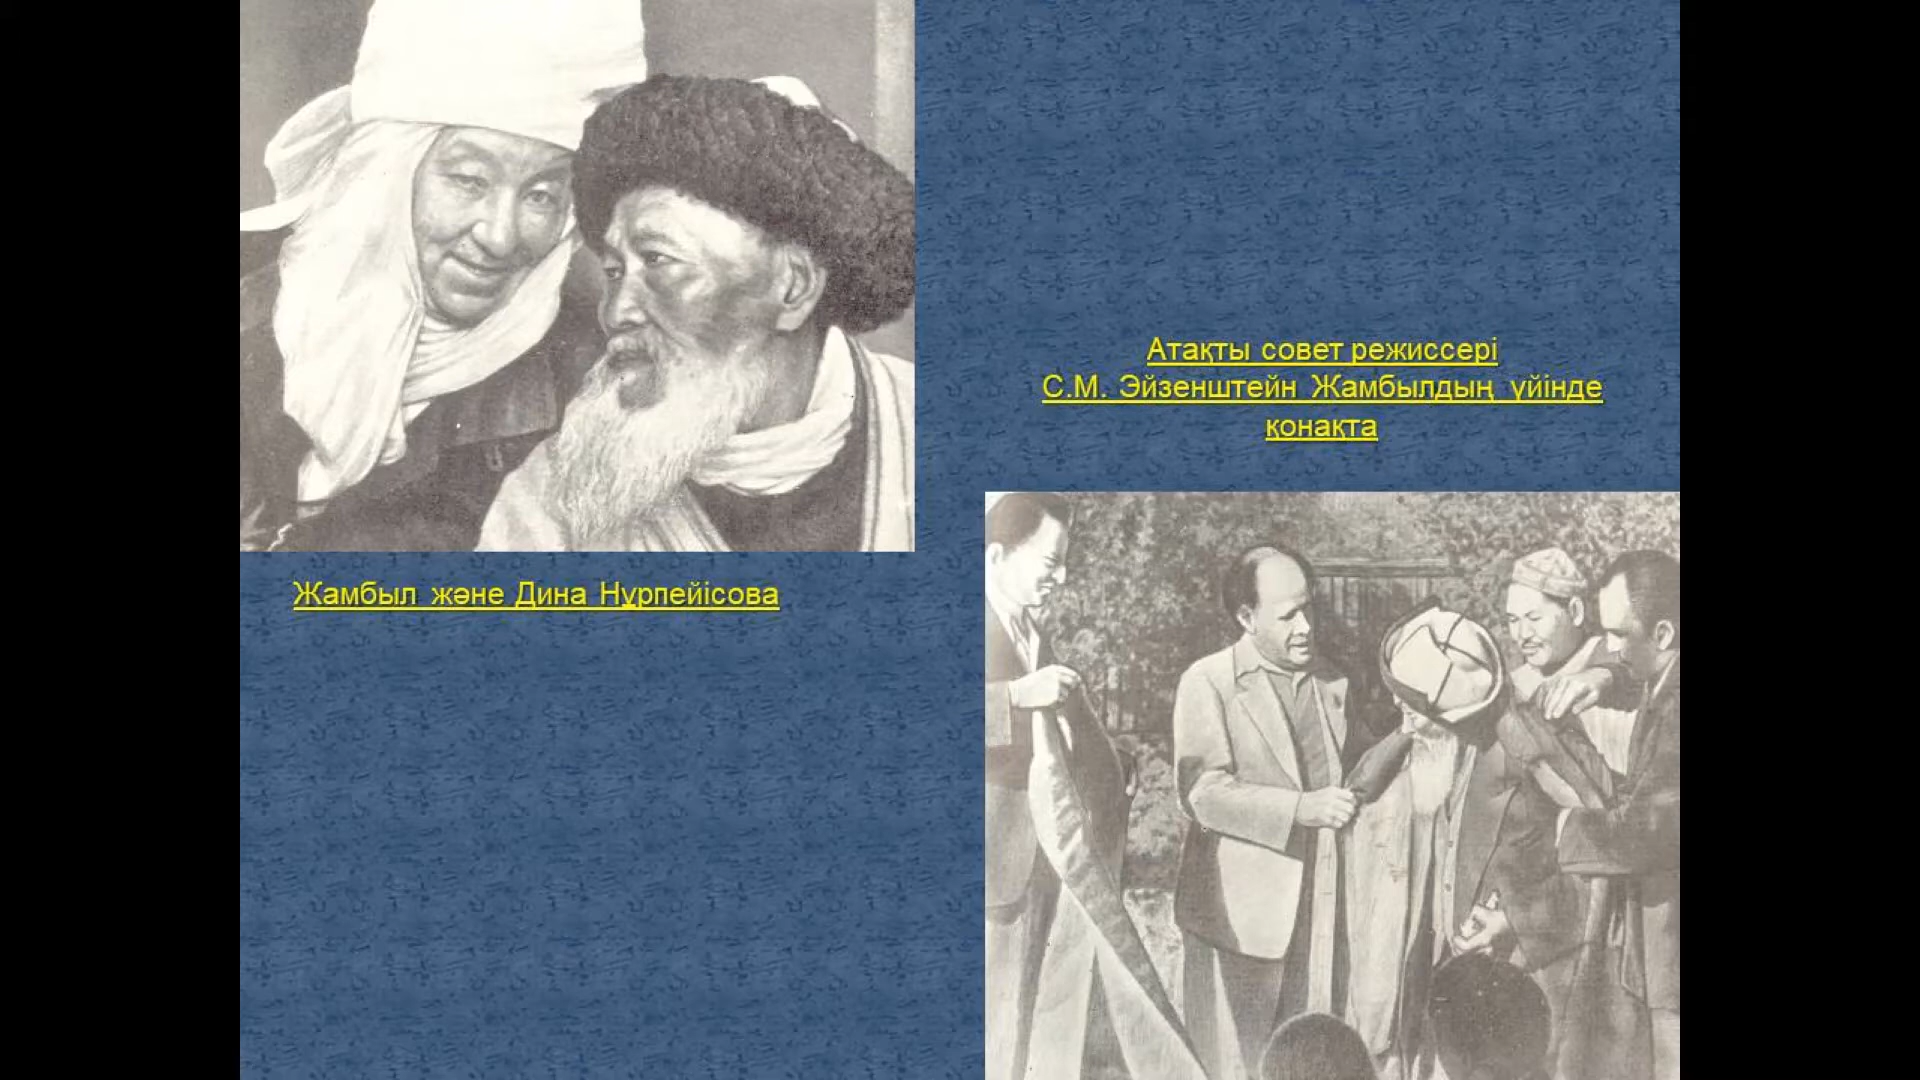 Атақты совет режиссері
С.М. Эйзенштейн Жамбылдың үйінде
қонақта
Жамбыл және Дина Нұрпейісова